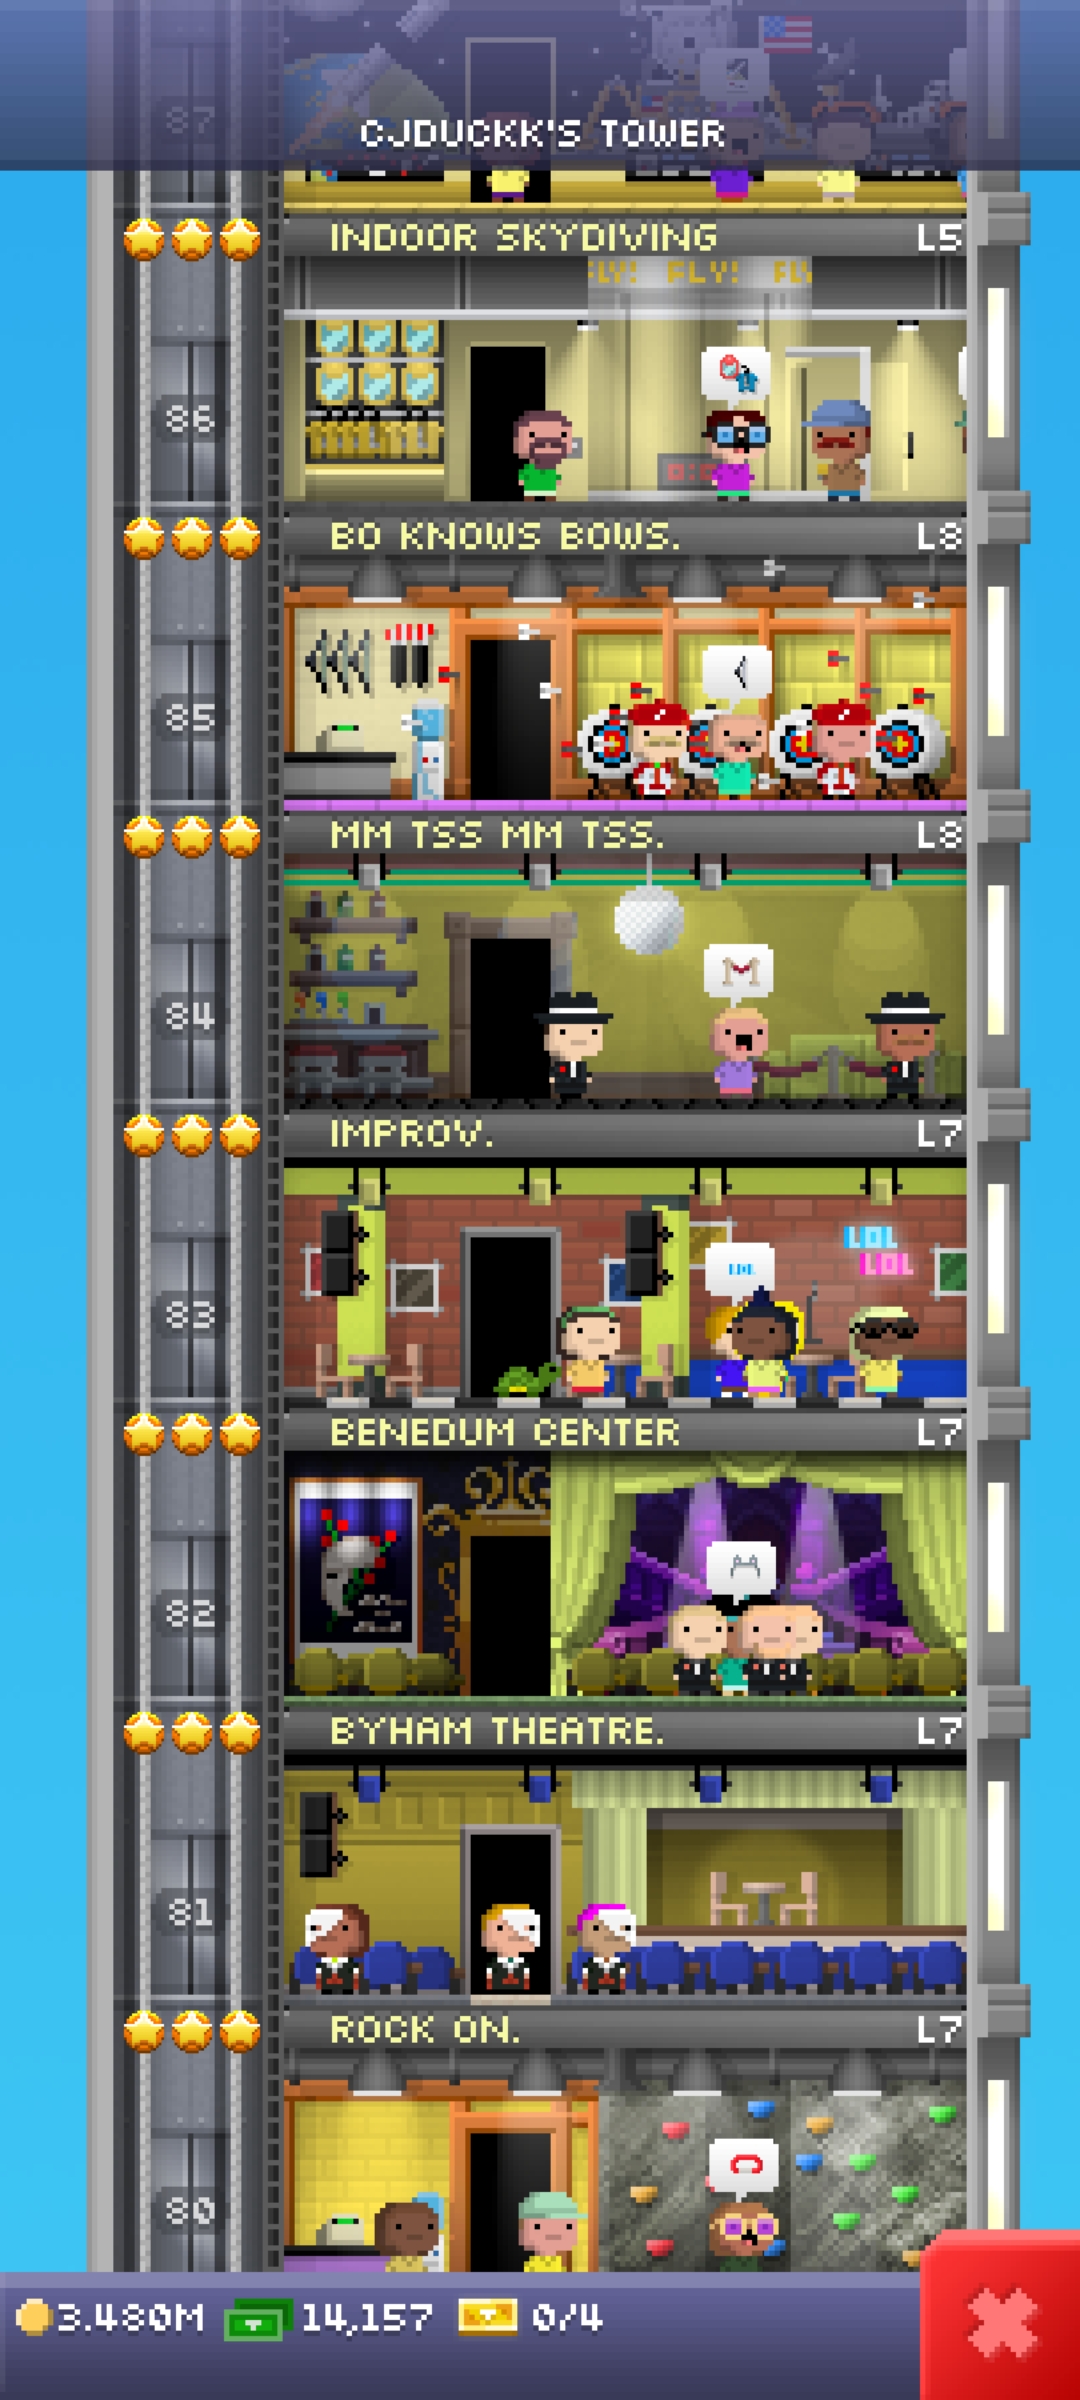 87
CJDUCKK'S TOWER
INDOOR SKYDIVING L5
FLY! FLY! FLY
86
BO KNOWS BOWS. L8
85
MM TSS MM TSS. L8
84
IMPROV. L7
LOL
LOL
LOL
83
BENEDUM CENTER L7
82
BYHAM THEATRE. L7
81
ROCK ON. L7
80
3.480M 14,157 0/4